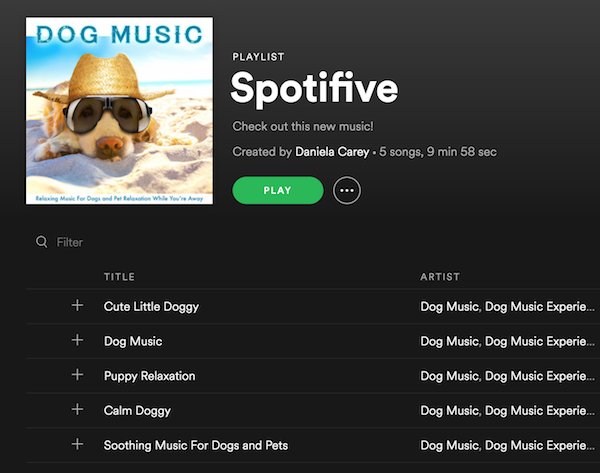 DOG MUSIC
Relaxing Music For Dogs and Pet Relaxation While You're Away
PLAYLIST
Spotifive
Check out this new music!
Created by Daniela Carey • 5 songs, 9 min 58 sec
PLAY
Filter
TITLE ARTIST
Cute Little Doggy Dog Music, Dog Music Experie...
Dog Music Dog Music, Dog Music Experie...
Puppy Relaxation Dog Music, Dog Music Experie...
Calm Doggy Dog Music, Dog Music Experie...
Soothing Music For Dogs and Pets Dog Music, Dog Music Experie...